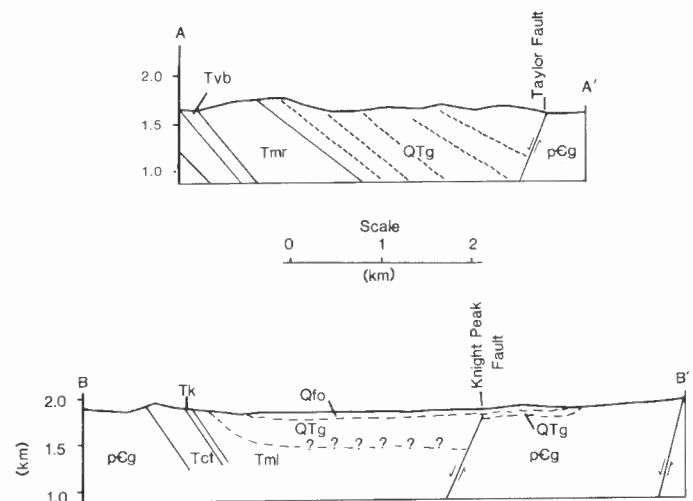 A
Tvb
Taylor Fault
A'
2.0
1.5
1.0
Tmr
QTg
p€g
Scale
0 1 2
(km)
B
Tk
Qfo
Knight Peak
Fault
B'
(km)
2.0
1.5
1.0
p€g
Tcf
QTg
? ? ? ? ? ?
Tml
QTg
p€g